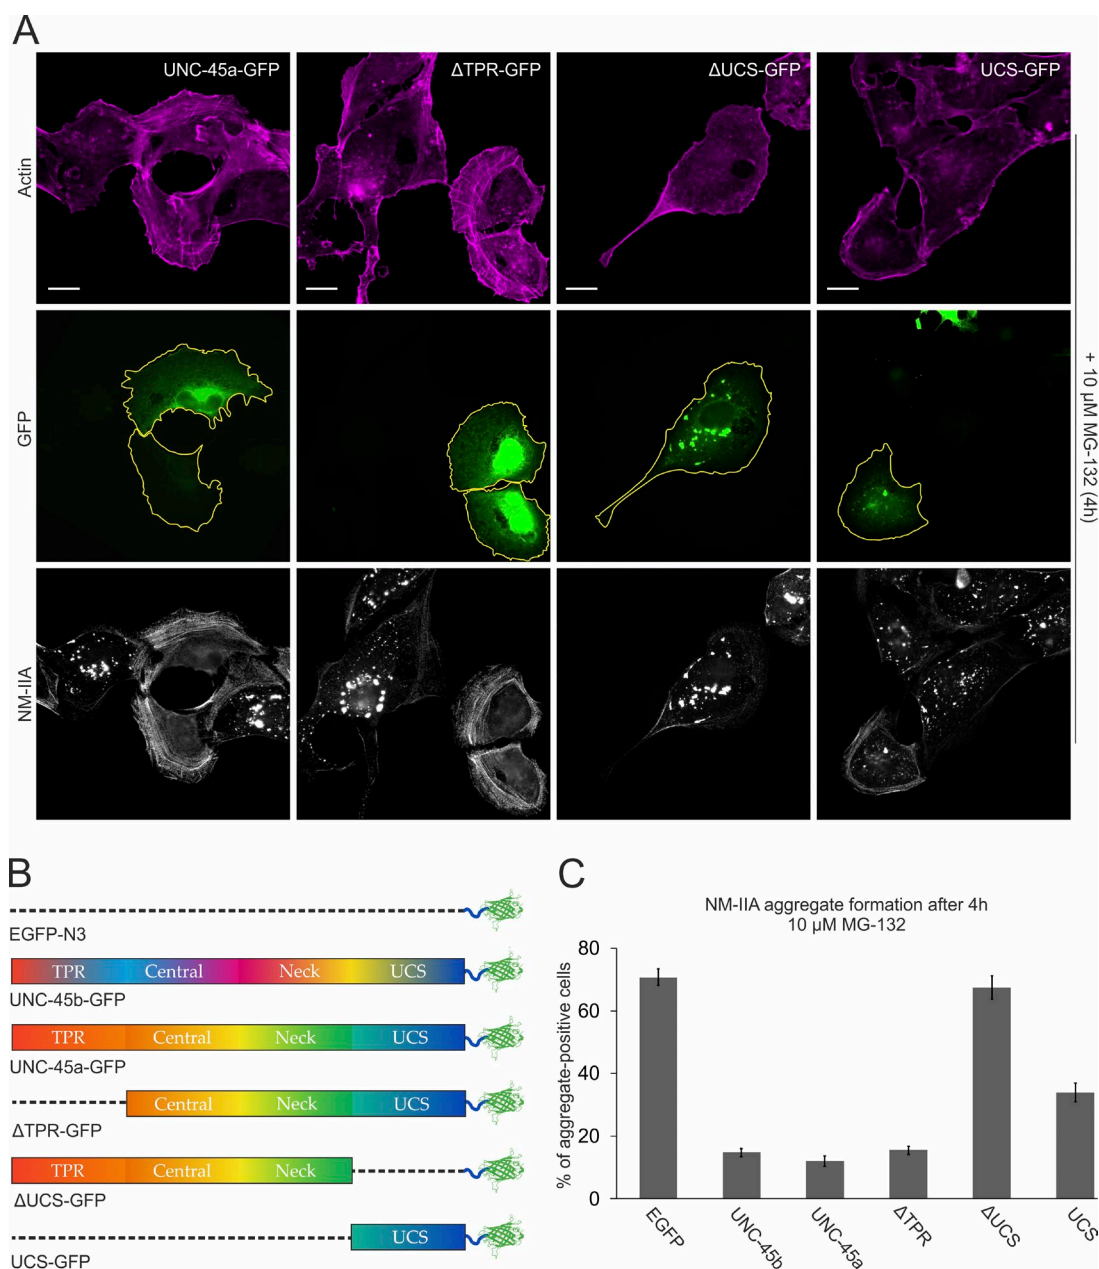 A
UNC-45a-GFP
ΔTPR-GFP
ΔUCS-GFP
UCS-GFP
Actin
GFP
NM-IIA
+ 10 µM MG-132 (4h)
B
EGFP-N3
TPR Central Neck UCS
UNC-45b-GFP
TPR Central Neck UCS
UNC-45a-GFP
Central Neck UCS
ΔTPR-GFP
TPR Central Neck
ΔUCS-GFP
UCS
UCS-GFP
C
NM-IIA aggregate formation after 4h
10 µM MG-132
% of aggregate-positive cells
80
60
40
20
0
EGFP
UNC-45b
UNC-45a
ΔTPR
ΔUCS
UCS